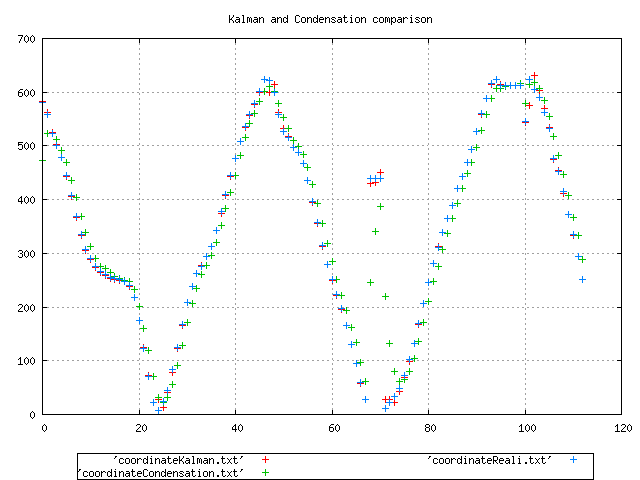 Kalman and Condensation comparison
700
600
500
400
300
200
100
0
0 20 40 60 80 100 120
'coordinateKalman.txt' 'coordinateReali.txt'
'coordinateCondensation.txt'